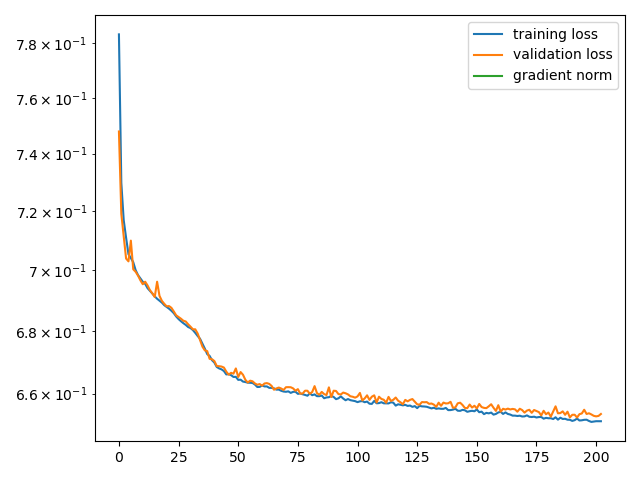 training loss
validation loss
gradient norm
7.8 × 10⁻¹
7.6 × 10⁻¹
7.4 × 10⁻¹
7.2 × 10⁻¹
7 × 10⁻¹
6.8 × 10⁻¹
6.6 × 10⁻¹
0 25 50 75 100 125 150 175 200